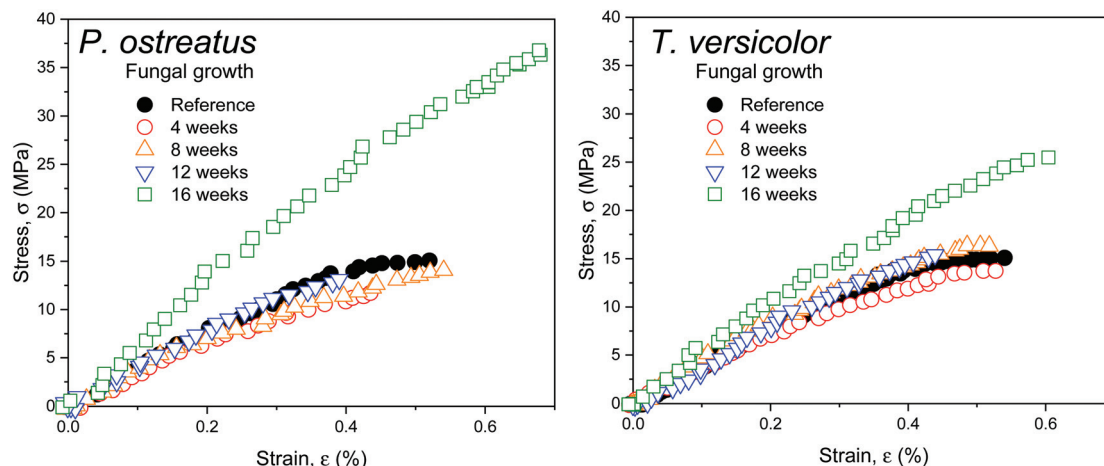 P. ostreatus
Fungal growth
Reference
4 weeks
8 weeks
12 weeks
16 weeks
Stress, σ (MPa)
40
35
30
25
20
15
10
5
0
0.0 0.2 0.4 0.6
Strain, ε (%)
T. versicolor
Fungal growth
Reference
4 weeks
8 weeks
12 weeks
16 weeks
Stress, σ (MPa)
40
35
30
25
20
15
10
5
0
0.0 0.2 0.4 0.6
Strain, ε (%)